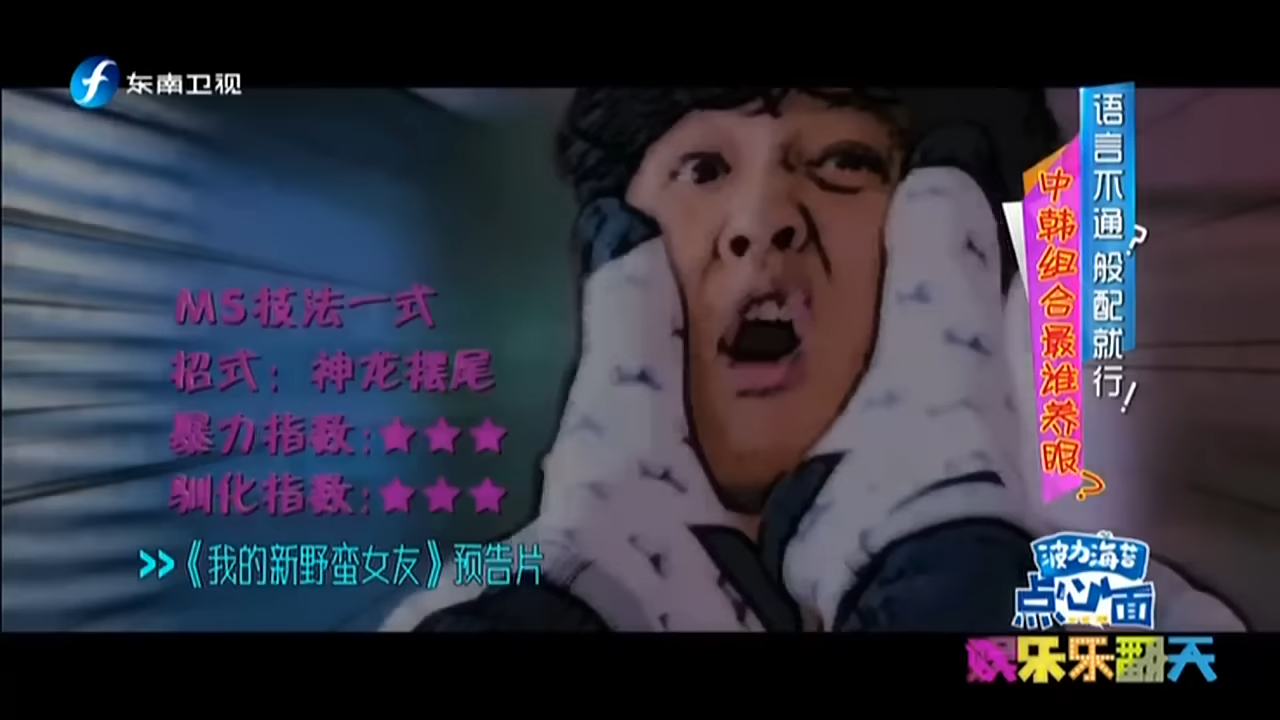 东南卫视
语言不通般配就行!
中韩组合最谁养眼?
MS技法一式
招式:神龙摆尾
暴力指数:★★★
驯化指数:★★★
>>《我的新野蛮女友》预告片
波力海苔
点心面
娱乐乐翻天